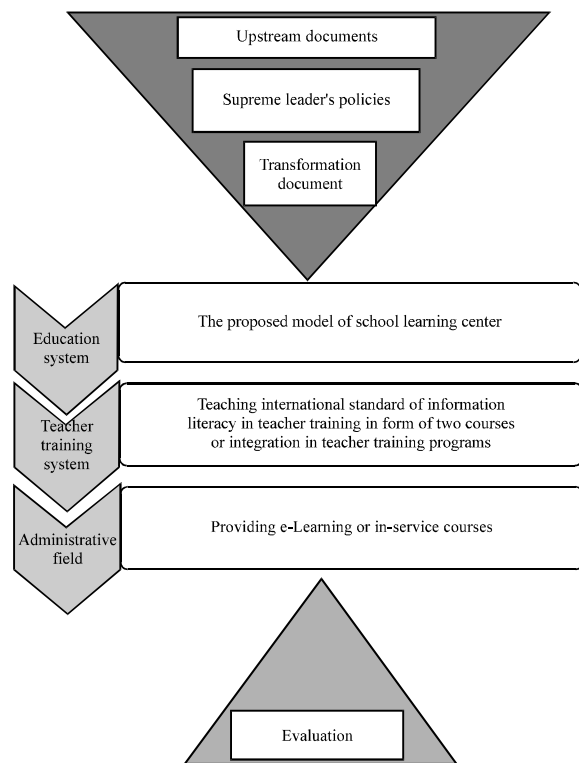 Upstream documents
Supreme leader's policies
Transformation
document
Education
system
The proposed model of school learning center
Teacher
training
system
Teaching international standard of information
literacy in teacher training in form of two courses
or integration in teacher training programs
Administrative
field
Providing e-Learning or in-service courses
Evaluation